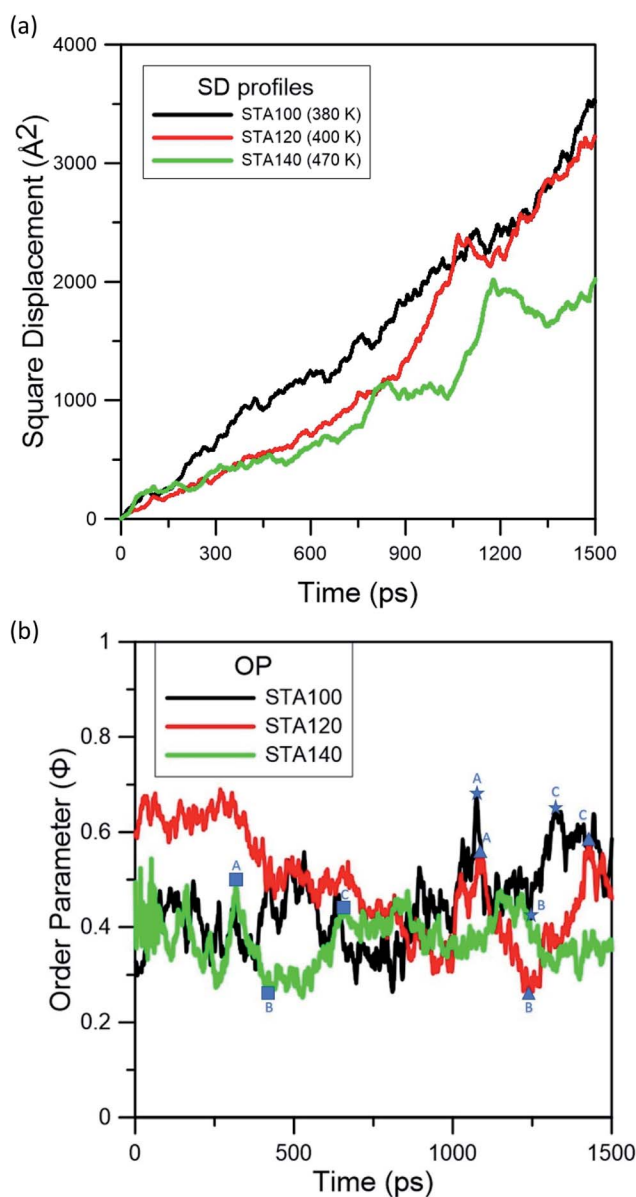 (a)
4000
3000
2000
1000
0
Square Displacement (Å²)
SD profiles
STA100 (380 K)
STA120 (400 K)
STA140 (470 K)
0 300 600 900 1200 1500
Time (ps)
(b)
1
0.8
0.6
0.4
0.2
0
Order Parameter (Φ)
OP
STA100
STA120
STA140
A
C
A
C
A
C
B
B
B
0 500 1000 1500
Time (ps)